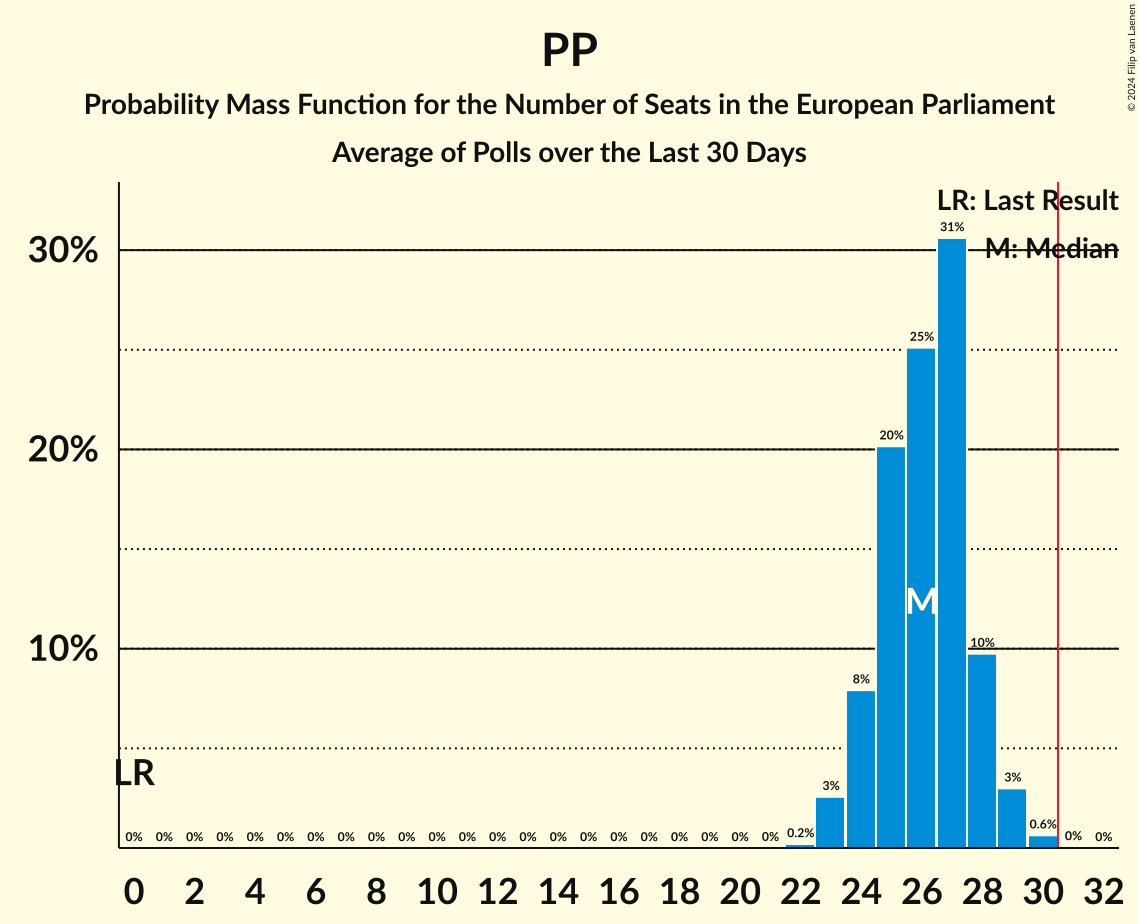 PP
Probability Mass Function for the Number of Seats in the European Parliament
Average of Polls over the Last 30 Days
© 2024 Filip van Laenen
LR: Last Result
M: Median
30%
20%
10%
31%
25%
20%
10%
8%
3%
3%
0.2%
0.6%
M
LR
0% 0% 0% 0% 0% 0% 0% 0% 0% 0% 0% 0% 0% 0% 0% 0% 0% 0% 0% 0% 0% 0% 0% 0%
0 2 4 6 8 10 12 14 16 18 20 22 24 26 28 30 32